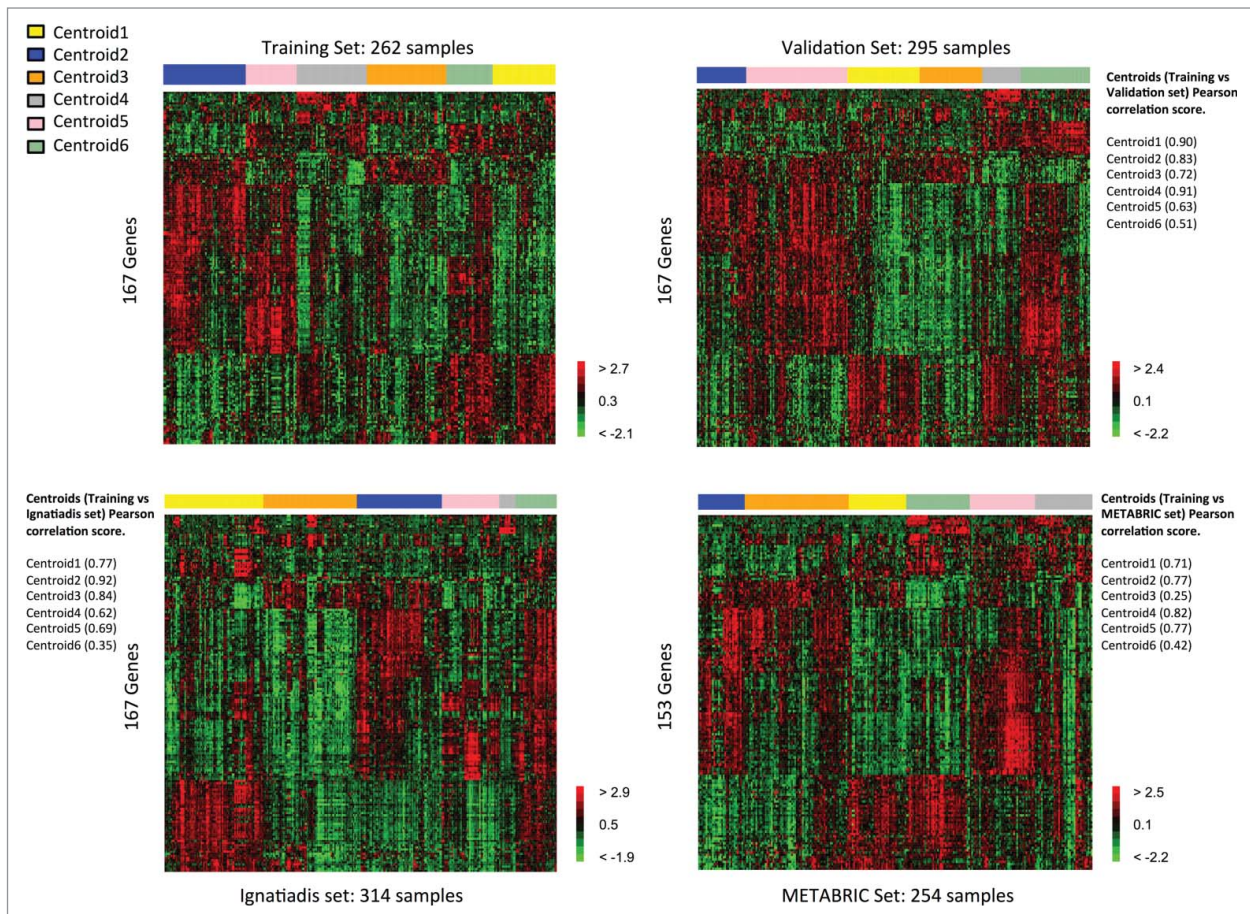 Centroid1
Centroid2
Centroid3
Centroid4
Centroid5
Centroid6
Training Set: 262 samples
167 Genes
> 2.7
0.3
< -2.1
Validation Set: 295 samples
167 Genes
Centroids (Training vs
Validation set) Pearson
correlation score.
Centroid1 (0.90)
Centroid2 (0.83)
Centroid3 (0.72)
Centroid4 (0.91)
Centroid5 (0.63)
Centroid6 (0.51)
> 2.4
0.1
< -2.2
Centroids (Training vs
Ignatiadis set) Pearson
correlation score.
Centroid1 (0.77)
Centroid2 (0.92)
Centroid3 (0.84)
Centroid4 (0.62)
Centroid5 (0.69)
Centroid6 (0.35)
167 Genes
> 2.9
0.5
< -1.9
Ignatiadis set: 314 samples
153 Genes
Centroids (Training vs
METABRIC set) Pearson
correlation score.
Centroid1 (0.71)
Centroid2 (0.77)
Centroid3 (0.25)
Centroid4 (0.82)
Centroid5 (0.77)
Centroid6 (0.42)
> 2.5
0.1
< -2.2
METABRIC Set: 254 samples